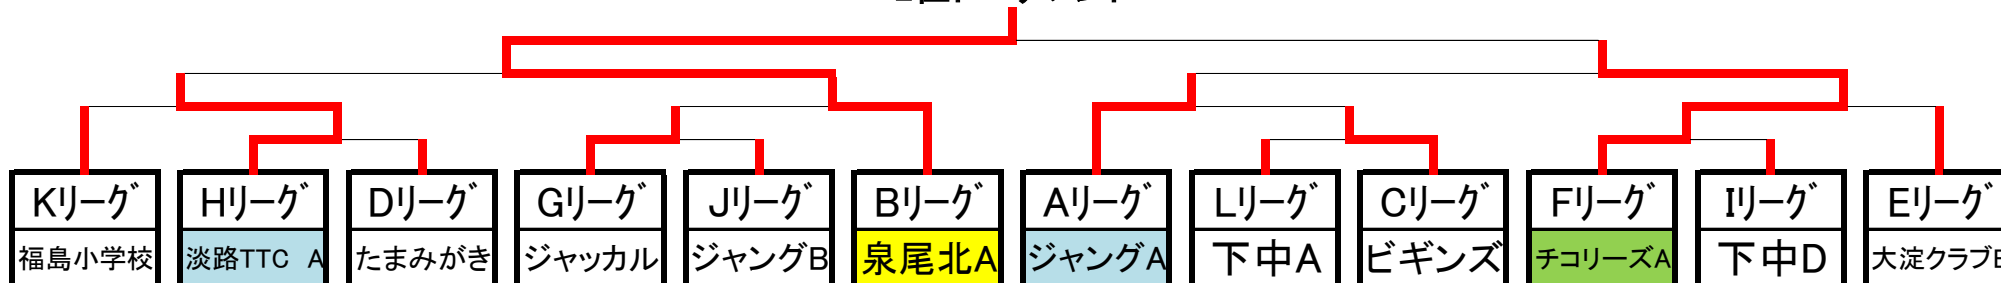 Kリーグ Hリーグ Dリーグ Gリーグ Jリーグ Bリーグ Aリーグ Lリーグ Cリーグ Fリーグ Iリーグ Eリーグ
福島小学校 淡路TTC A たまみがき ジャッカル ジャングB 泉尾北A ジャングA 下中A ビギンズ チコリーズA 下中D 大淀クラブ